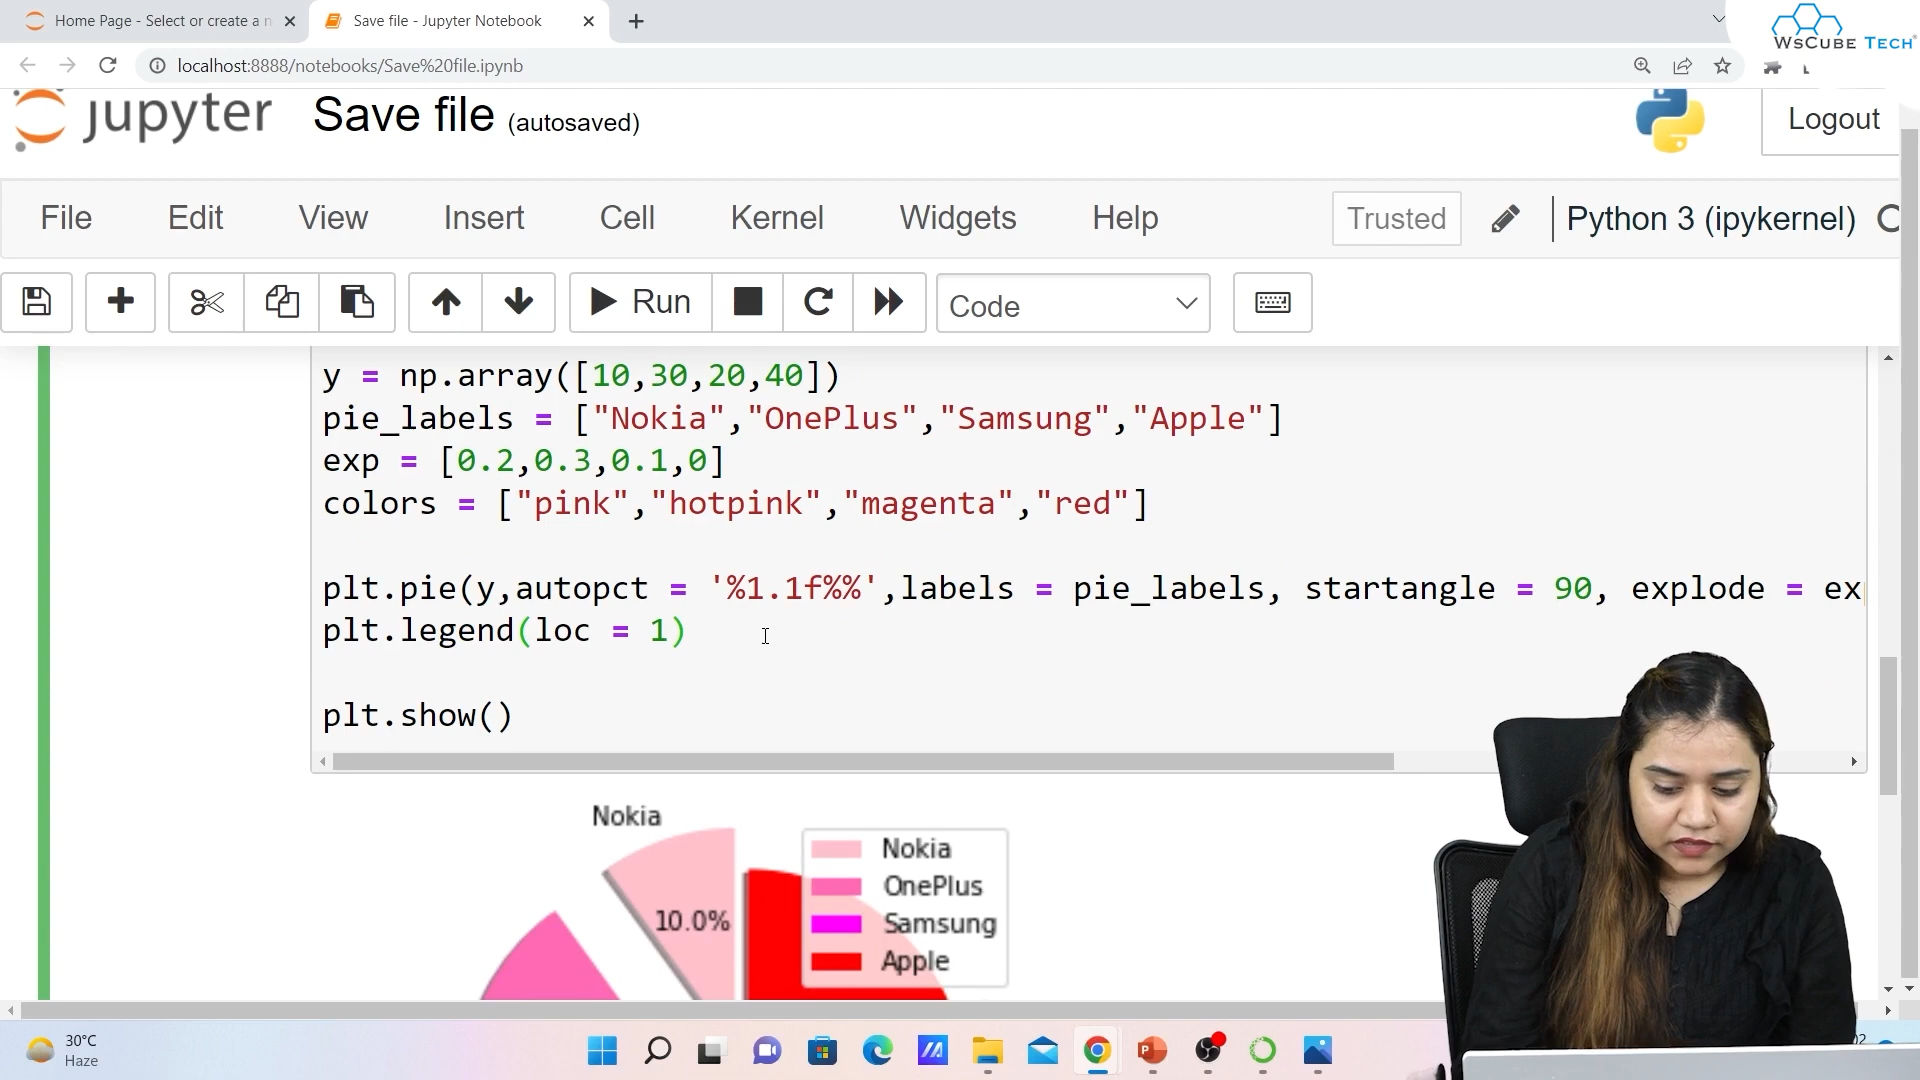 Home Page - Select or create a n
Save file - Jupyter Notebook
WsCube Tech
localhost:8888/notebooks/Save%20file.ipynb
jupyter Save file (autosaved)
Logout
File Edit View Insert Cell Kernel Widgets Help
Trusted
Python 3 (ipykernel)
Run
Code
y = np.array([10,30,20,40])
pie_labels = ["Nokia","OnePlus","Samsung","Apple"]
exp = [0.2,0.3,0.1,0]
colors = ["pink","hotpink","magenta","red"]
plt.pie(y,autopct = '%1.1f%%',labels = pie_labels, startangle = 90, explode = ex
plt.legend(loc = 1)
plt.show()
Nokia
10.0%
Nokia
OnePlus
Samsung
Apple
30°C
Haze